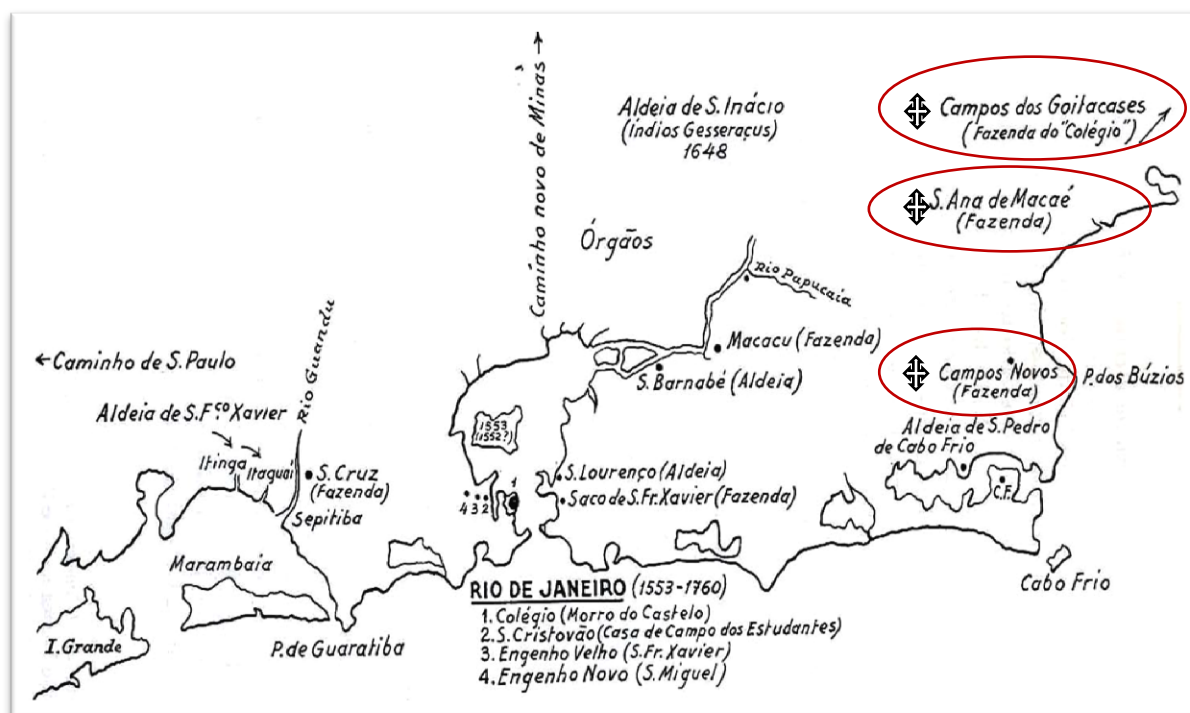 Caminho novo de Minas →
Aldeia de S. Inácio
(Índios Gesseraçus)
1648
Campos dos Goitacases
(Fazenda do "Colégio")
S. Ana de Macaé
(Fazenda)
Órgãos
Rio Papucaia
Macacu (Fazenda)
S. Barnabé (Aldeia)
← Caminho de S. Paulo
Rio Guandu
Aldeia de S. Fco Xavier
Itinga
Itaguaí
S. Cruz
(Fazenda)
Sepitiba
1553
(1552?)
Campos Novos
(Fazenda)
P. dos Búzios
Aldeia de S. Pedro
de Cabo Frio
C.F.
S. Lourenço (Aldeia)
Saco de S. Fr. Xavier (Fazenda)
4 3 2
1
Marambaia
I. Grande
P. de Guaratiba
Cabo Frio
RIO DE JANEIRO (1553-1760)
1. Colégio (Morro do Castelo)
2. S. Cristovão (Casa de Campo dos Estudantes)
3. Engenho Velho (S. Fr. Xavier)
4. Engenho Novo (S. Miguel)